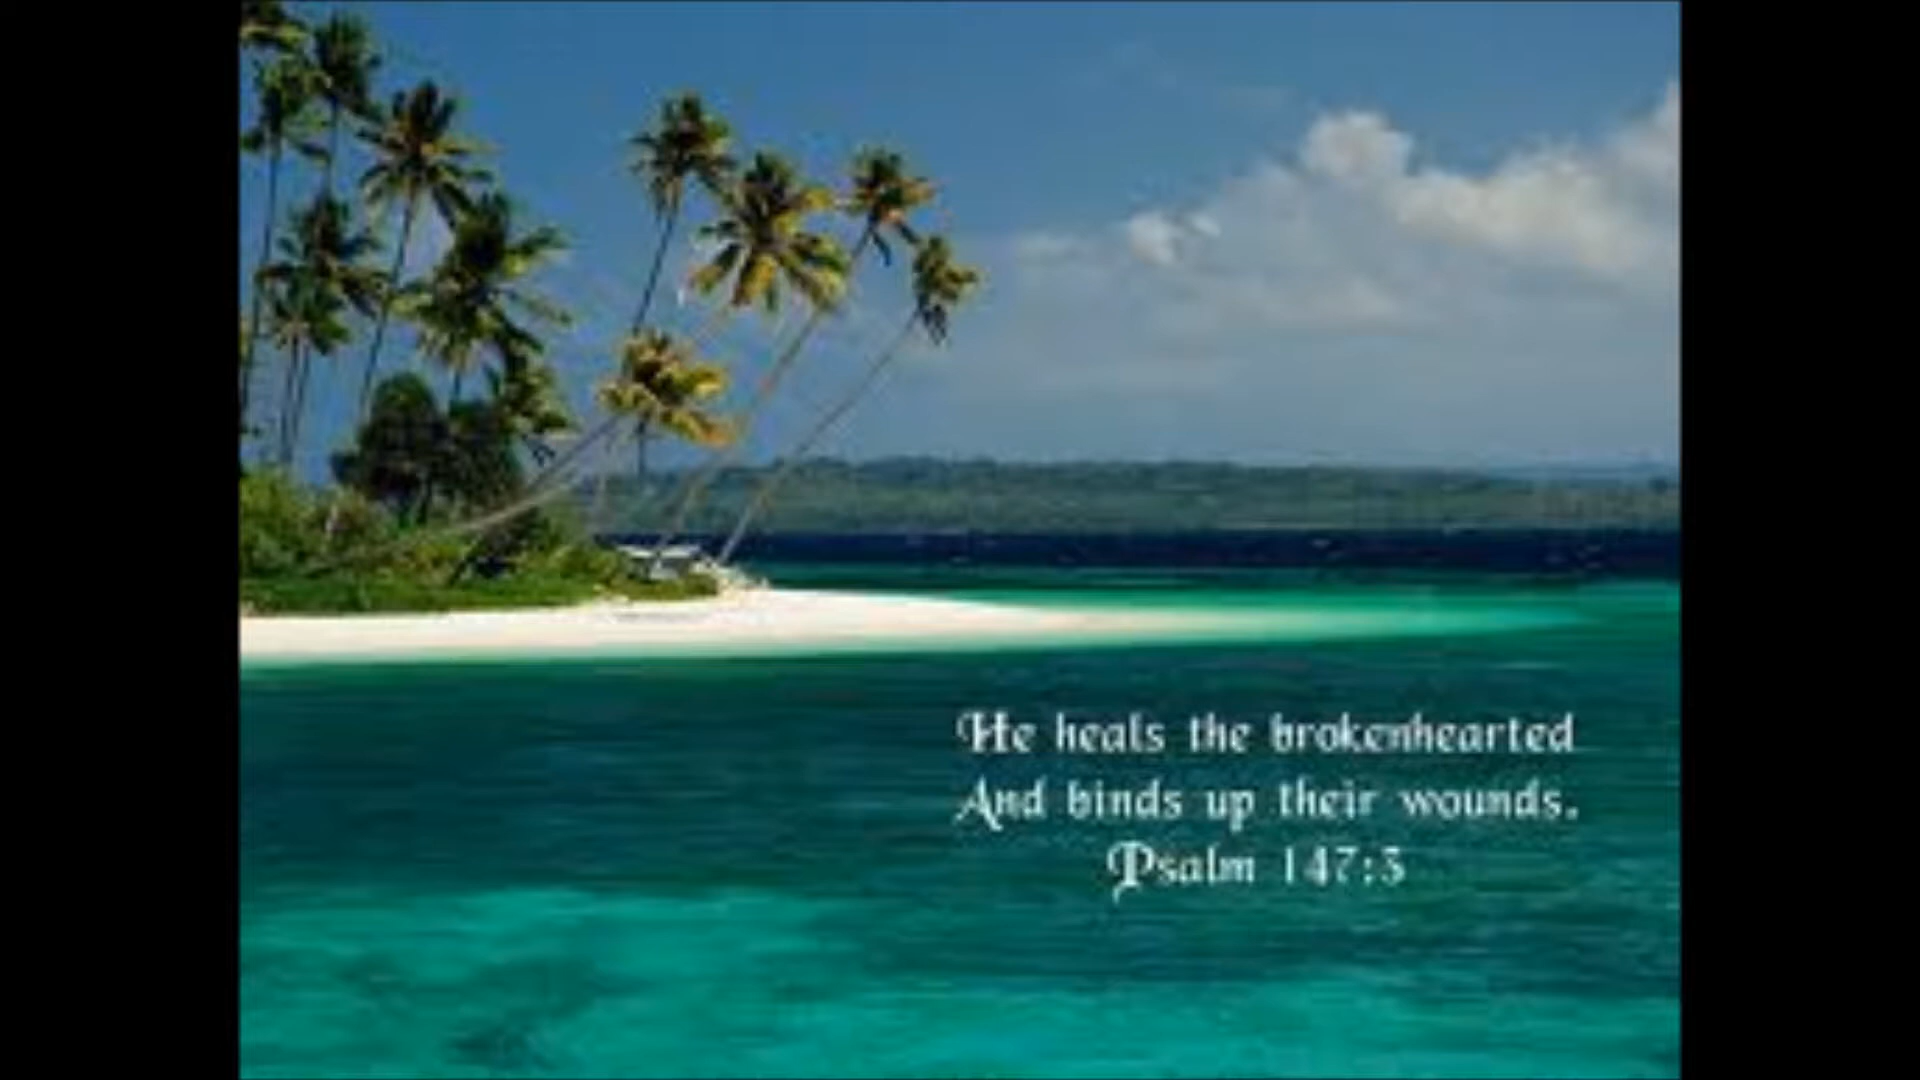 He heals the brokenhearted
And binds up their wounds.
Psalm 147:3